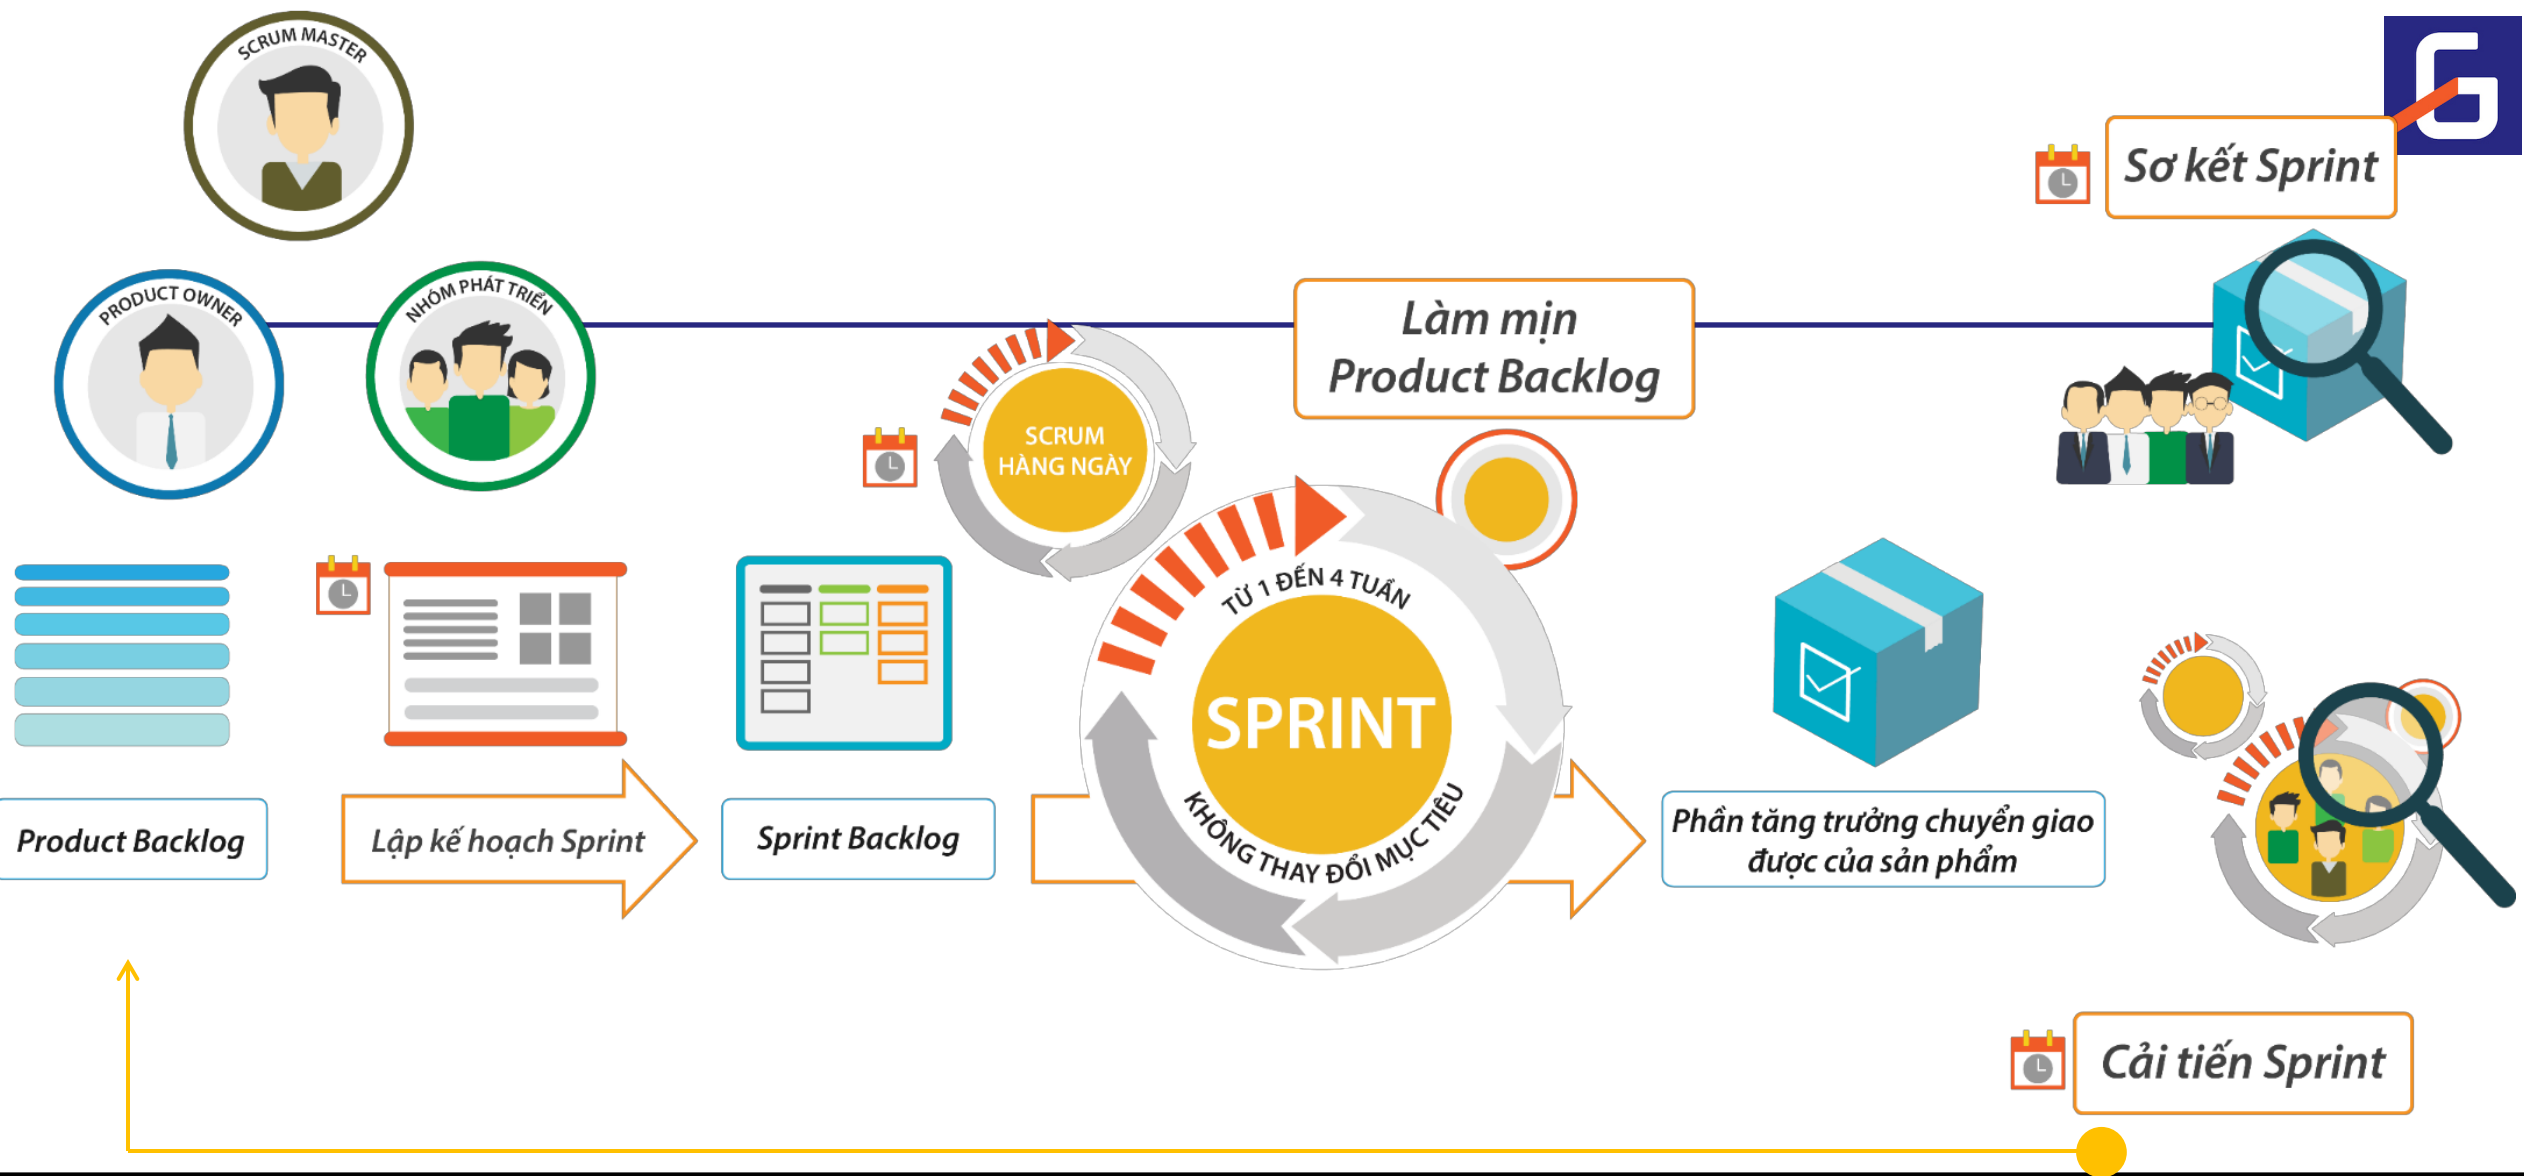 SCRUM MASTER
Sơ kết Sprint
PRODUCT OWNER
NHÓM PHÁT TRIỂN
Làm mịn
Product Backlog
SCRUM
HÀNG NGÀY
TỪ 1 ĐẾN 4 TUẦN
SPRINT
KHÔNG THAY ĐỔI MỤC TIÊU
Product Backlog
Lập kế hoạch Sprint
Sprint Backlog
Phần tăng trưởng chuyển giao
được của sản phẩm
Cải tiến Sprint